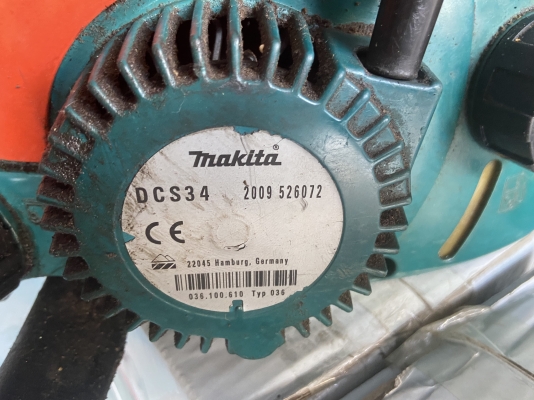 makita
DCS34 2009 526072
CE
22045 Hamburg, Germany
036.100.610 Typ 036